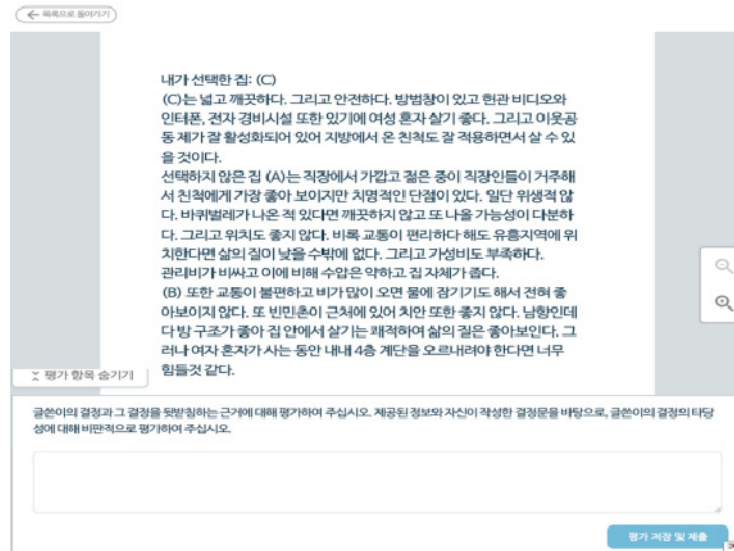 ← 목록으로 돌아가기
내가 선택한 집: (C)
(C)는 넓고 깨끗하다. 그리고 안전하다. 방범창이 있고 현관 비디오와
인터폰, 전자 경비시설 또한 있기에 여성 혼자 살기 좋다. 그리고 이웃공
동 제가 잘 활성화되어 있어 지방에서 온 친척도 잘 적용하면서 살 수 있
을 것이다.
선택하지 않은 집 (A)는 직장에서 가깝고 젊은 중이 직장인들이 거주해
서 친척에게 가장 좋아 보이지만 치명적인 단점이 있다. 일단 위생적 않
다. 바퀴벌레가 나온 적 있다면 깨끗하지 않고 또 나올 가능성이 다분하
다. 그리고 위치도 좋지 않다. 비록 교통이 편리하다 해도 유흥지역에 위
치한다면 삶의 질이 낮을 수밖에 없다. 그리고 가성비도 부족하다.
관리비가 비싸고 이에 비해 수압은 약하고 집 자체가 좁다.
(B) 또한 교통이 불편하고 비가 많이 오면 물에 잠기기도 해서 전혀 좋
아보이지 않다. 또 빈민촌이 근처에 있어 치안 또한 좋지 않다. 남향인데
다 방 구조가 좋아 집 안에서 살기는 쾌적하여 삶의 질은 좋아보인다. 그
러나 여자 혼자가 사는 동안 내내 4층 계단을 오르내려야 한다면 너무
힘들것 같다.
평가 항목 숨기기
글쓴이의 결정과 그 결정을 뒷받침하는 근거에 대해 평가하여 주십시오. 제공된 정보와 자신이 작성한 결정문을 바탕으로, 글쓴이의 결정의 타당
성에 대해 비판적으로 평가하여 주십시오.
평가 저장 및 제출